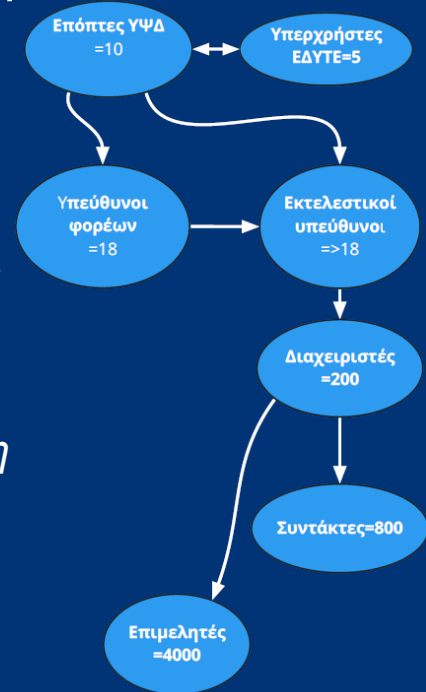 Επόπτες ΥΨΔ
=10
Υπερχρήστες
ΕΔΥΤΕ=5
Υπεύθυνοι
φορέων
=18
Εκτελεστικοί
υπεύθυνοι
=>18
Διαχειριστές
=200
η
Συντάκτες=800
Επιμελητές
=4000